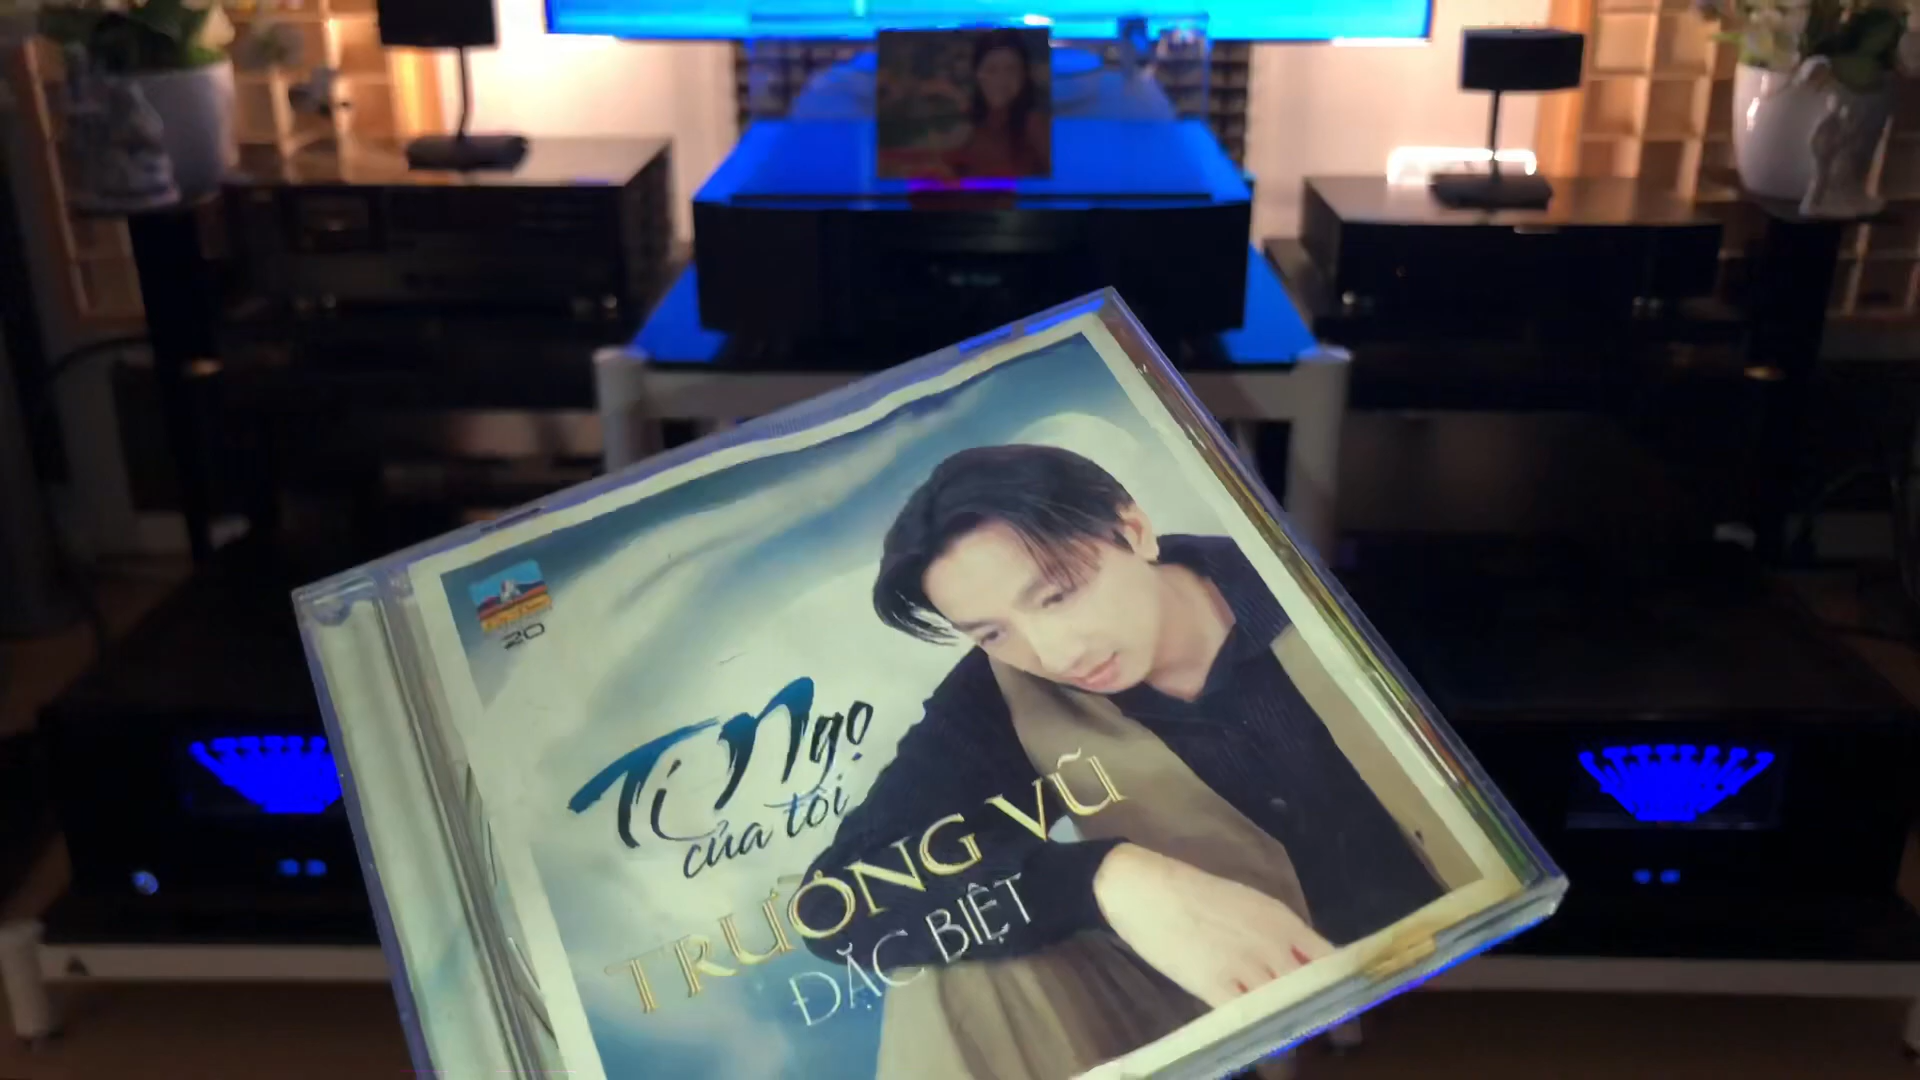 20
Tí Ngọ
của tôi
TRƯỜNG VŨ
ĐẶC BIỆT